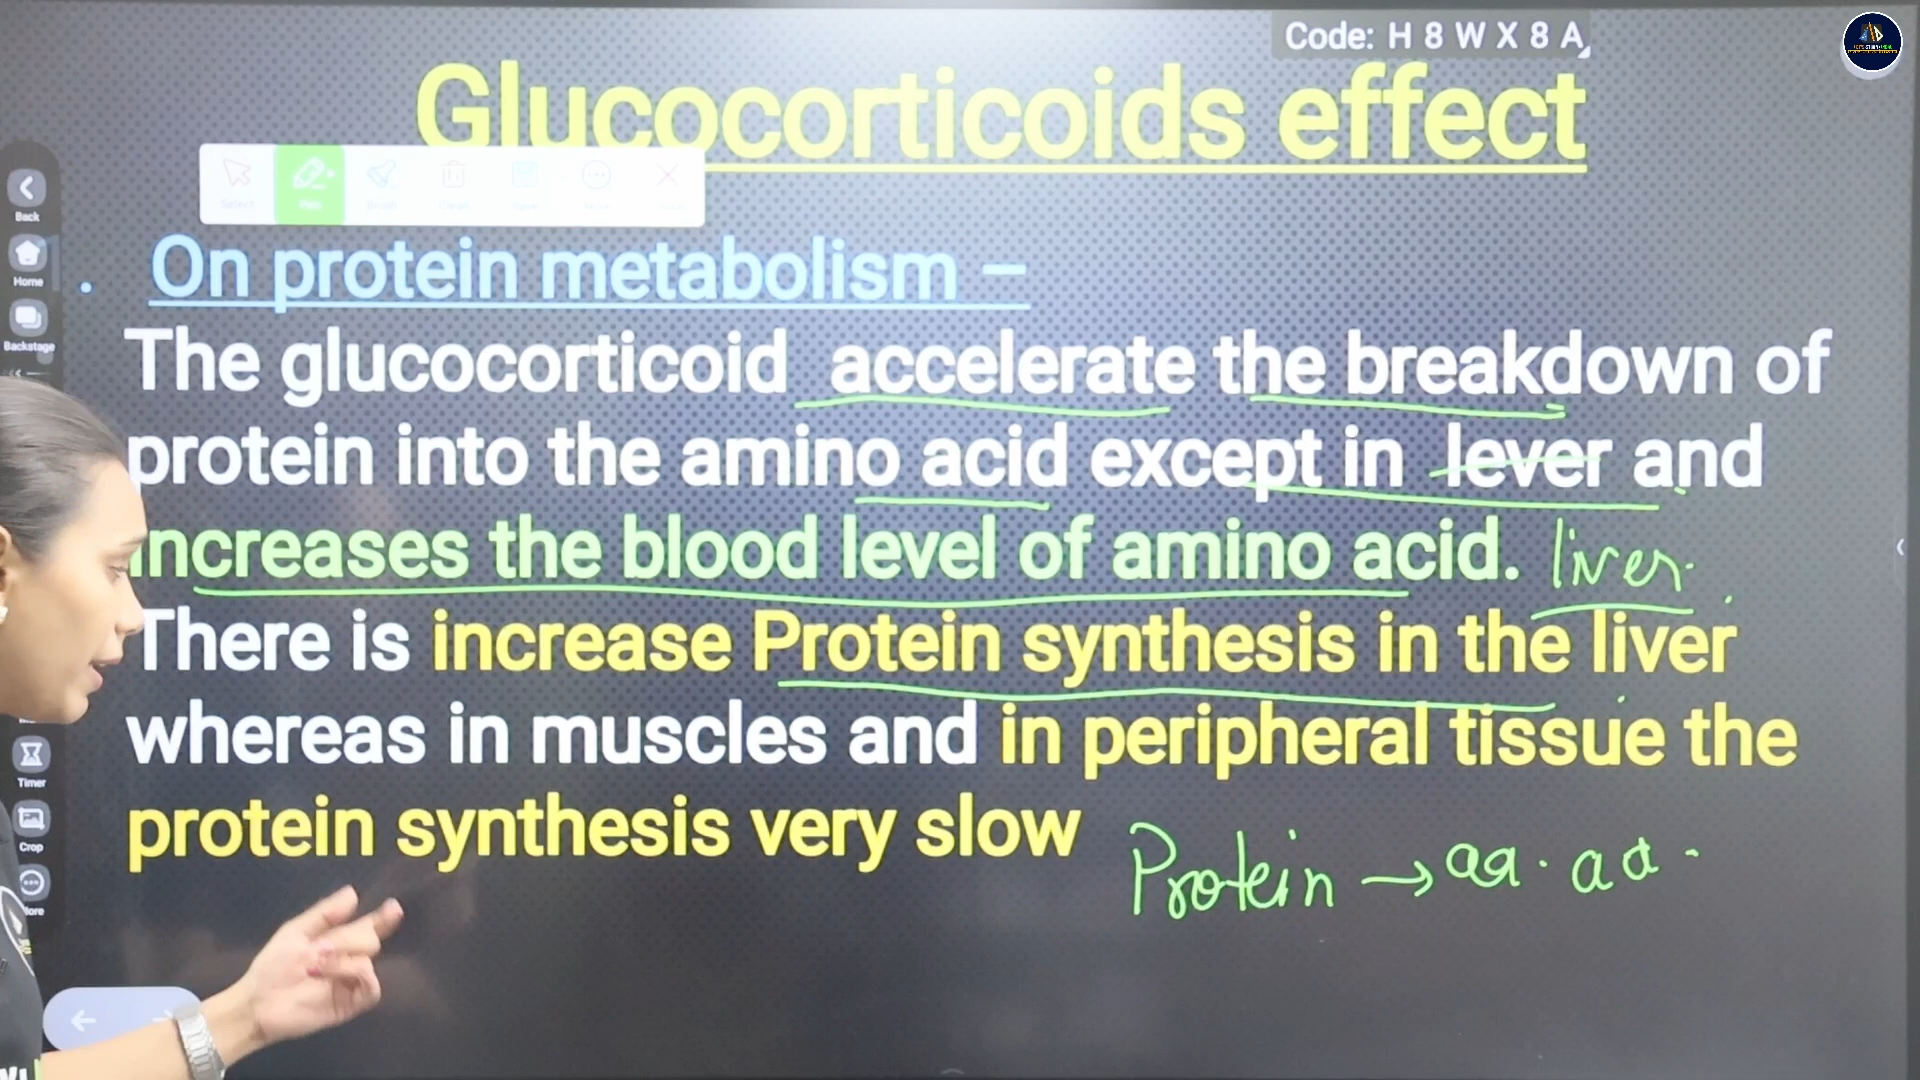 Code: H 8 W X 8 A
Glucocorticoids effect
Back
Home
Backstage
On protein metabolism –
The glucocorticoid accelerate the breakdown of
protein into the amino acid except in lever and
increases the blood level of amino acid. liver.
There is increase Protein synthesis in the liver
whereas in muscles and in peripheral tissue the
protein synthesis very slow
Protein → aa. aa.
Timer
Crop